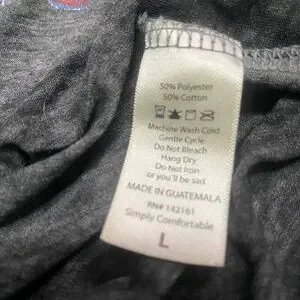 50% Polyester
50% Cotton
Machine Wash Cold
Gentle Cycle
Do Not Bleach
Hang Dry
Do Not Iron
or you'll be sad
MADE IN GUATEMALA
RN# 142161
Simply Comfortable
L